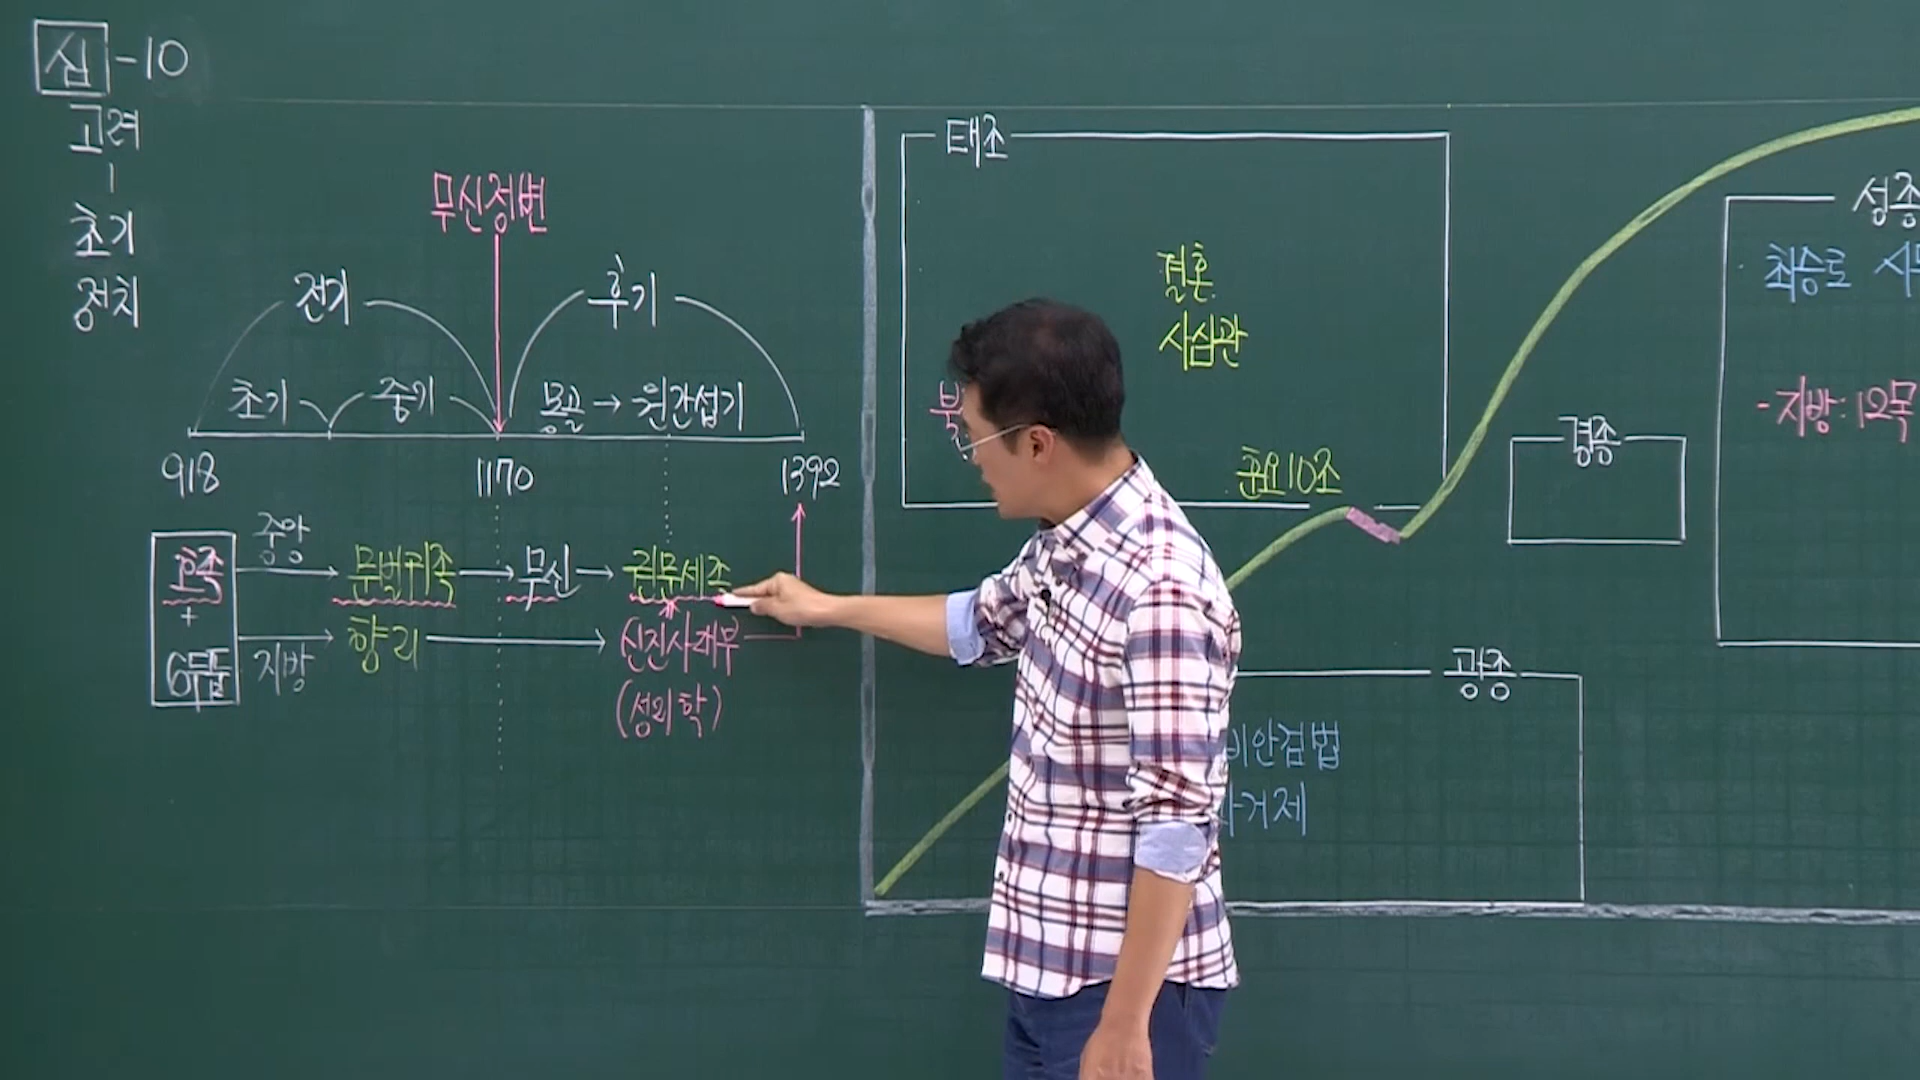 심-10
고려
초기
정치
무신정변
전기 후기
초기 중기 몽골 → 원간섭기
918 1170 1392
호족
+
6두품
중앙 → 문벌귀족 → 무신 → 권문세족
지방 → 향리 → 신진사대부
(성리학)
태조
결혼
사심관
북
훈요10조
광종
비안검법
과거제
경종
성종
최승로 시
-지방: 12목